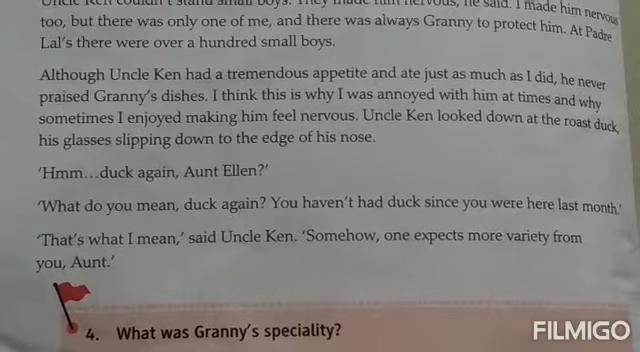 Uncle Ken couldn't stand small boys. They made him nervous, he said. I made him nervous
too, but there was only one of me, and there was always Granny to protect him. At Padre
Lal's there were over a hundred small boys.
Although Uncle Ken had a tremendous appetite and ate just as much as I did, he never
praised Granny's dishes. I think this is why I was annoyed with him at times and why
sometimes I enjoyed making him feel nervous. Uncle Ken looked down at the roast duck,
his glasses slipping down to the edge of his nose.
'Hmm...duck again, Aunt Ellen?'
'What do you mean, duck again? You haven't had duck since you were here last month.'
'That's what I mean,' said Uncle Ken. 'Somehow, one expects more variety from
you, Aunt.'
4. What was Granny's speciality?
FILMIGO